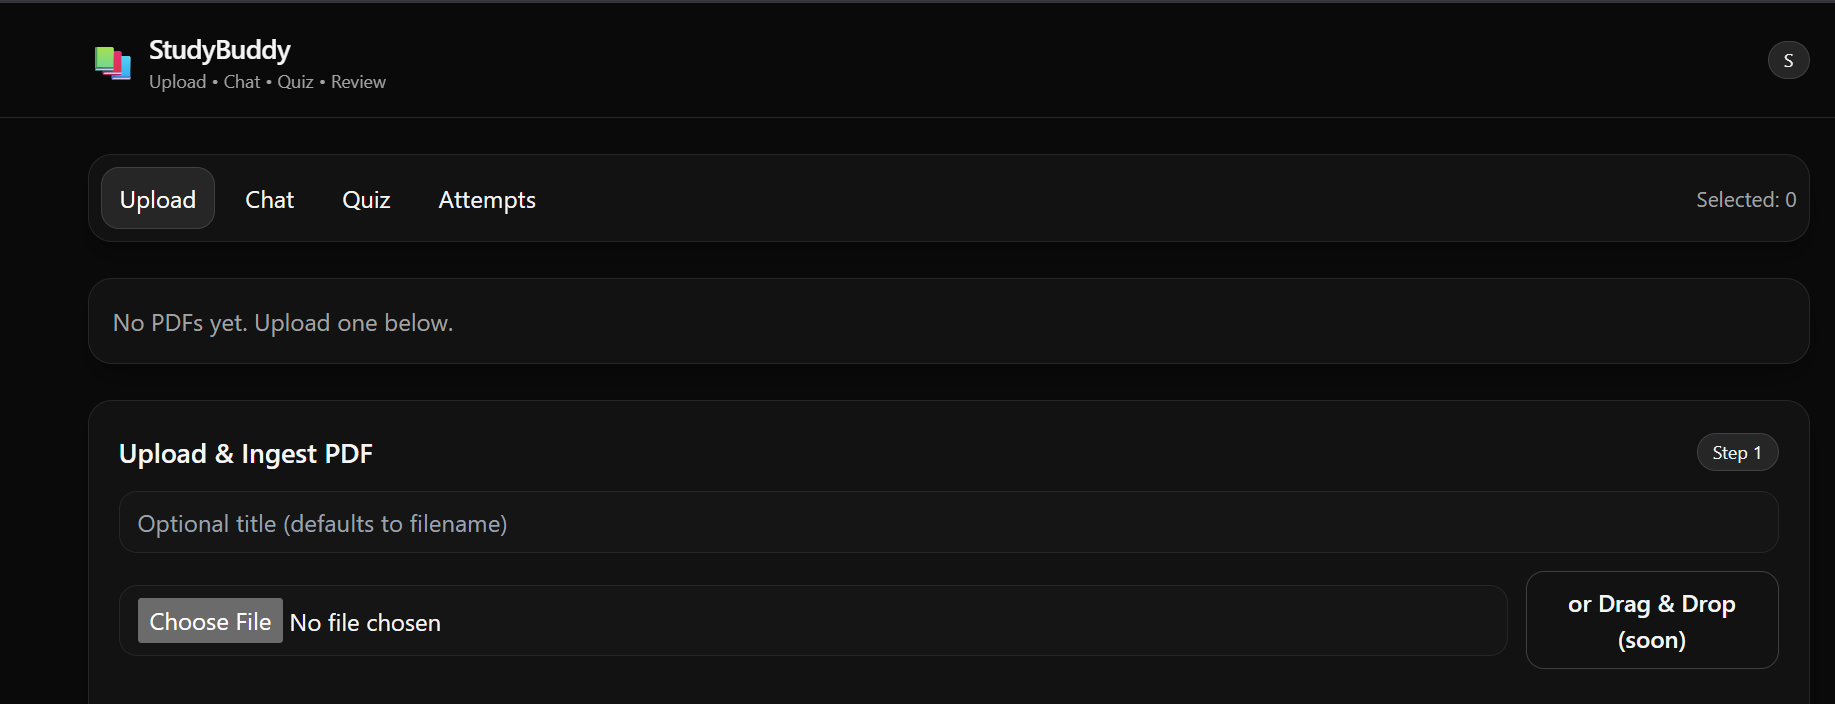 StudyBuddy
Upload • Chat • Quiz • Review
S
Upload
Chat
Quiz
Attempts
Selected: 0
No PDFs yet. Upload one below.
Upload & Ingest PDF
Step 1
Optional title (defaults to filename)
Choose File No file chosen
or Drag & Drop
(soon)